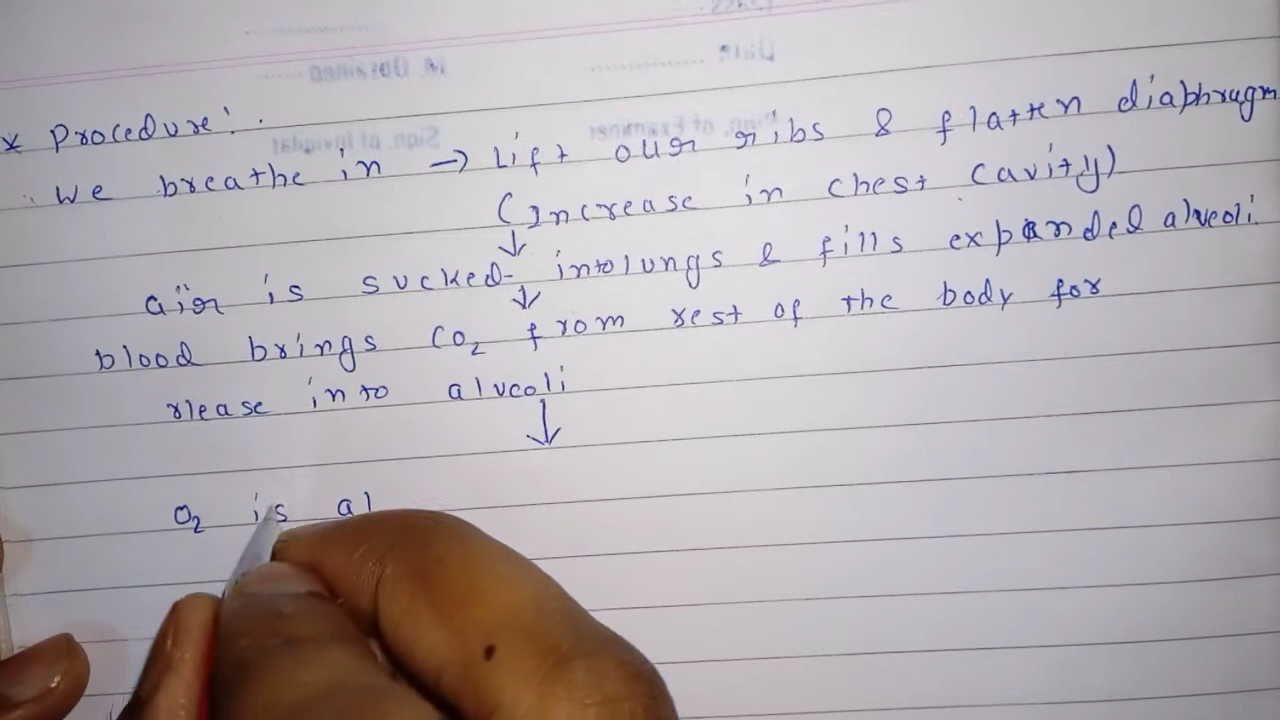 * Procedure:
We breathe in → Lift our ribs & flatten diaphragm
(Increase in chest cavity)
↓
air is sucked into lungs & fills expanded alveoli
↓
blood brings CO₂ from rest of the body for
rlease into alveoli
↓
O₂ is al